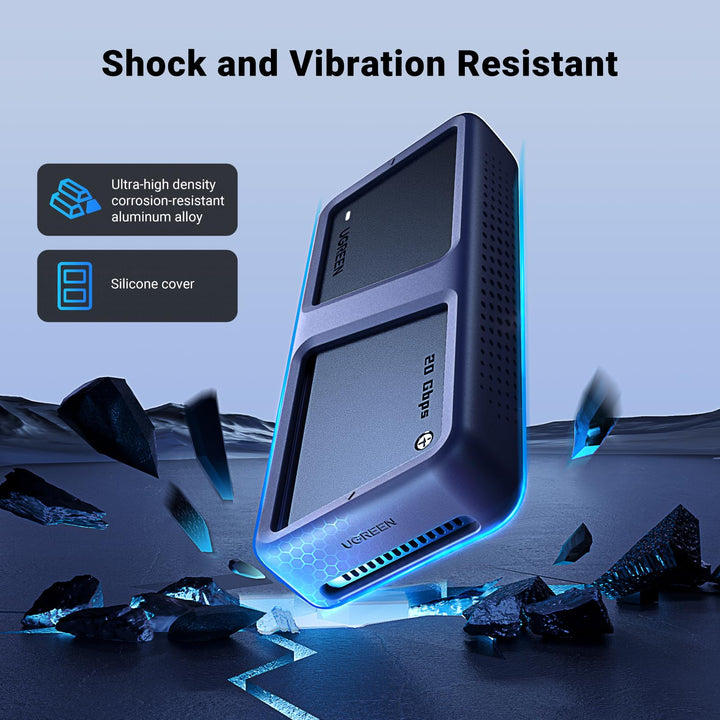 Shock and Vibration Resistant
Ultra-high density
corrosion-resistant
aluminum alloy
Silicone cover
UGREEN
20 Gbps
UGREEN